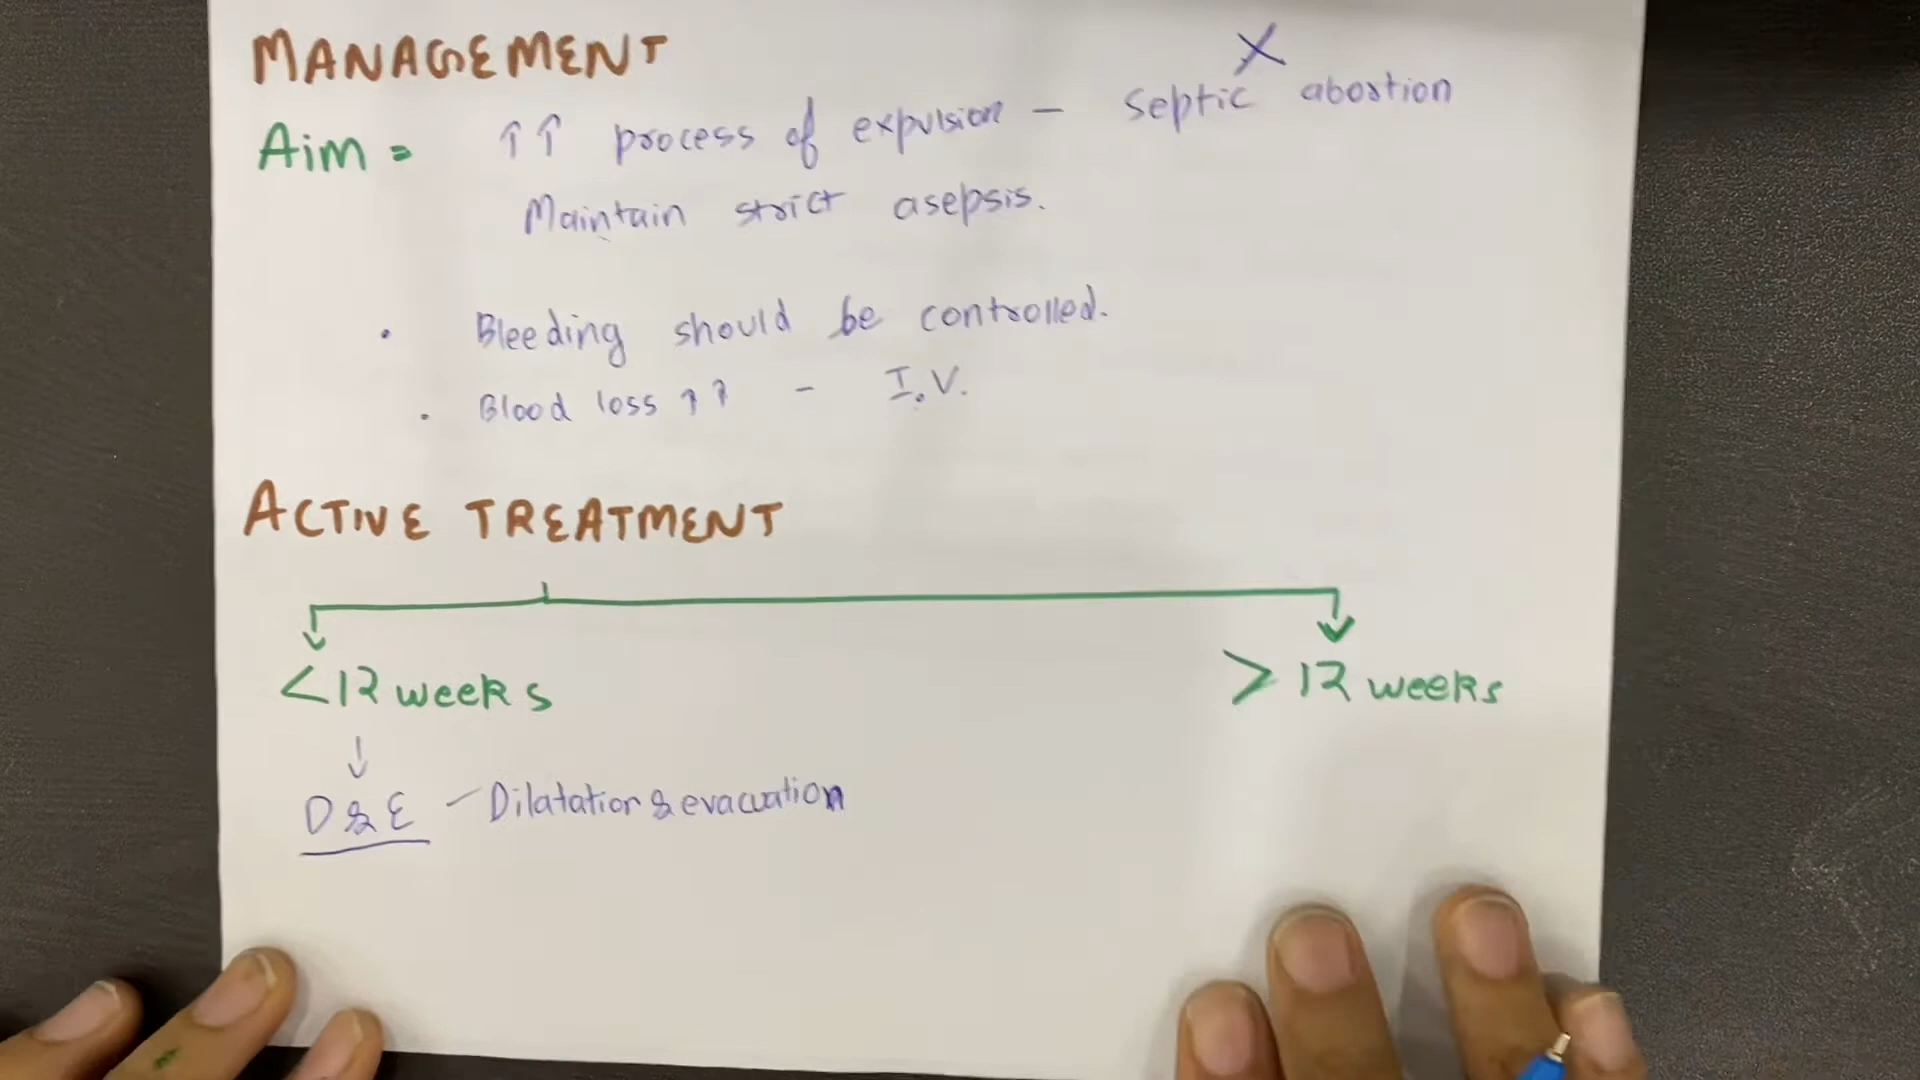 MANAGEMENT
Aim = ↑↑ process of expulsion - septic abortion
Maintain strict asepsis.
• Bleeding should be controlled.
• Blood loss ↑↑ - I.V.
ACTIVE TREATMENT
<12 weeks
> 12 weeks
D & E - Dilatation & evacuation